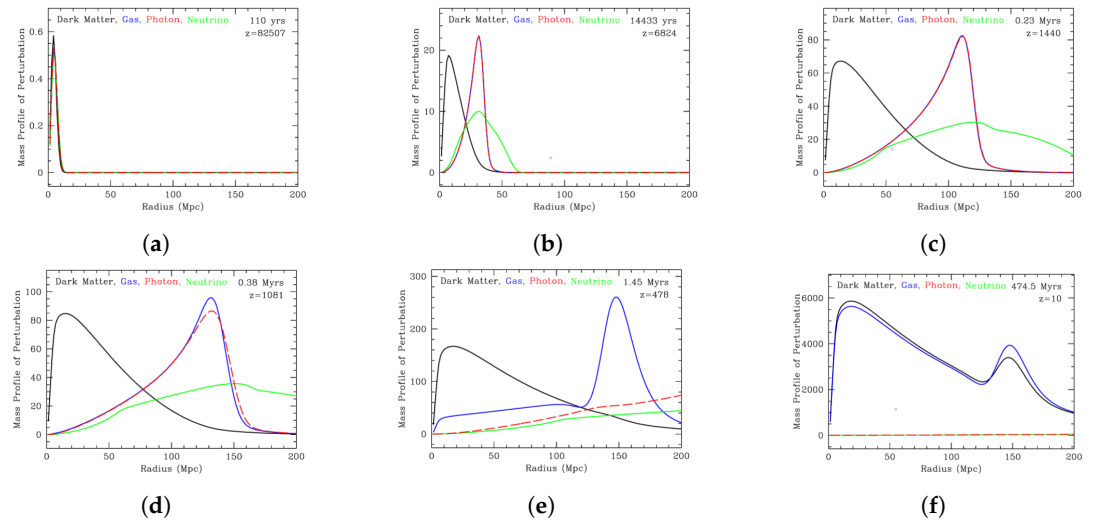 Dark Matter, Gas, Photon, Neutrino 110 yrs
z=82507
Mass Profile of Perturbation
0.6
0.4
0.2
0
0 50 100 150 200
Radius (Mpc)
(a)
Dark Matter, Gas, Photon, Neutrino 14433 yrs
z=6824
Mass Profile of Perturbation
20
10
0
0 50 100 150 200
Radius (Mpc)
(b)
Dark Matter, Gas, Photon, Neutrino 0.23 Myrs
z=1440
Mass Profile of Perturbation
80
60
40
20
0
0 50 100 150 200
Radius (Mpc)
(c)
Dark Matter, Gas, Photon, Neutrino 0.38 Myrs
z=1081
Mass Profile of Perturbation
100
80
60
40
20
0
0 50 100 150 200
Radius (Mpc)
(d)
Dark Matter, Gas, Photon, Neutrino 1.45 Myrs
z=478
Mass Profile of Perturbation
300
200
100
0
0 50 100 150 200
Radius (Mpc)
(e)
Dark Matter, Gas, Photon, Neutrino 474.5 Myrs
z=10
Mass Profile of Perturbation
6000
4000
2000
0
0 50 100 150 200
Radius (Mpc)
(f)